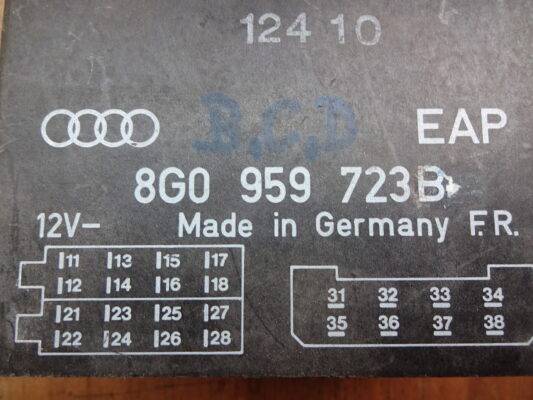 124 10
B,C,D EAP
8G0 959 723B
12V- Made in Germany F.R.
11 13 15 17
12 14 16 18
21 23 25 27
22 24 26 28
31 32 33 34
35 36 37 38